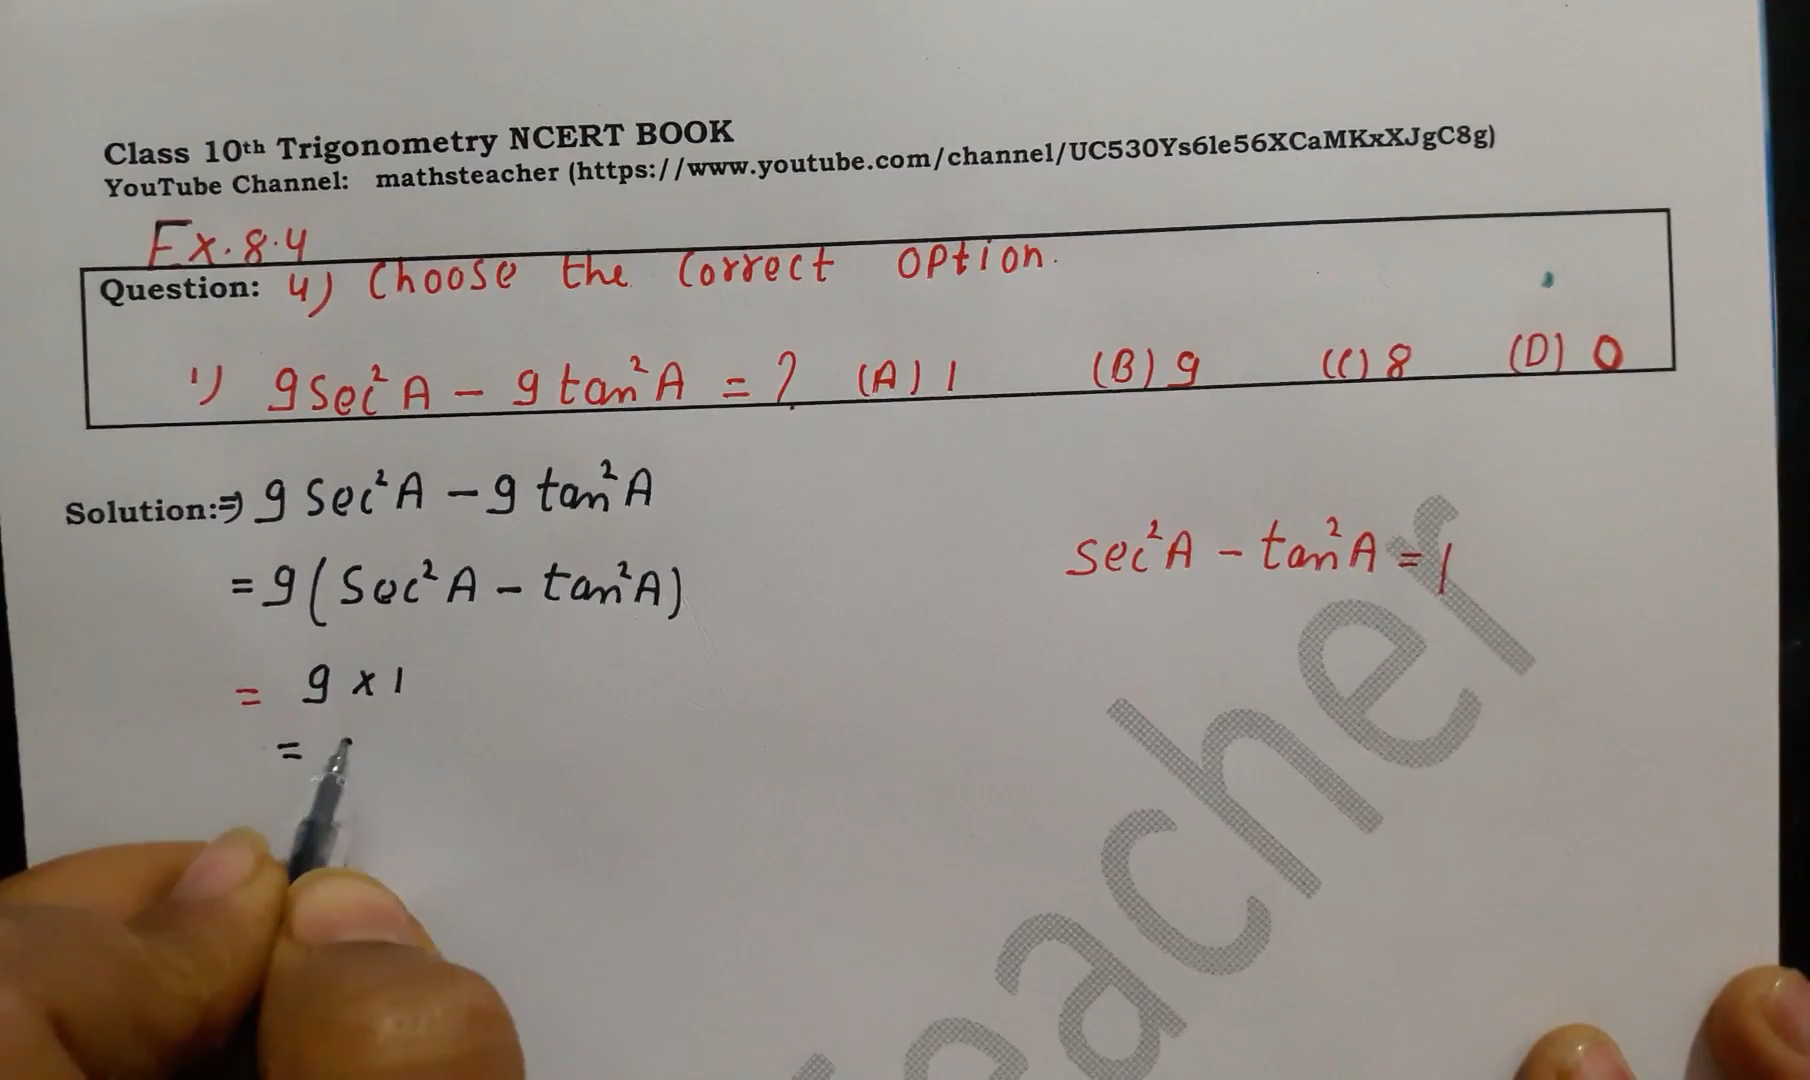 Class 10th Trigonometry NCERT BOOK
YouTube Channel: mathsteacher (https://www.youtube.com/channel/UC530Ys6le56XCaMKxXJgC8g)
Ex.8.4
Question: 4) Choose the Correct option.
1) 9sec²A - 9tan²A = ? (A) 1 (B) 9 (C) 8 (D) 0
Solution:⇒ 9 Sec²A - 9 tan²A
sec²A - tan²A = 1
= 9(Sec²A - tan²A)
= 9 x 1
=
eacher